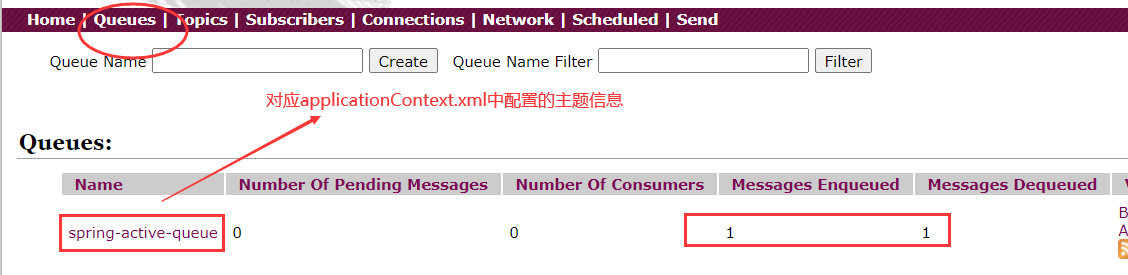 Home | Queues | Topics | Subscribers | Connections | Network | Scheduled | Send
Queue Name Create Queue Name Filter Filter
对应applicationContext.xml中配置的主题信息
Queues:
Name Number Of Pending Messages Number Of Consumers Messages Enqueued Messages Dequeued
spring-active-queue 0 0 1 1